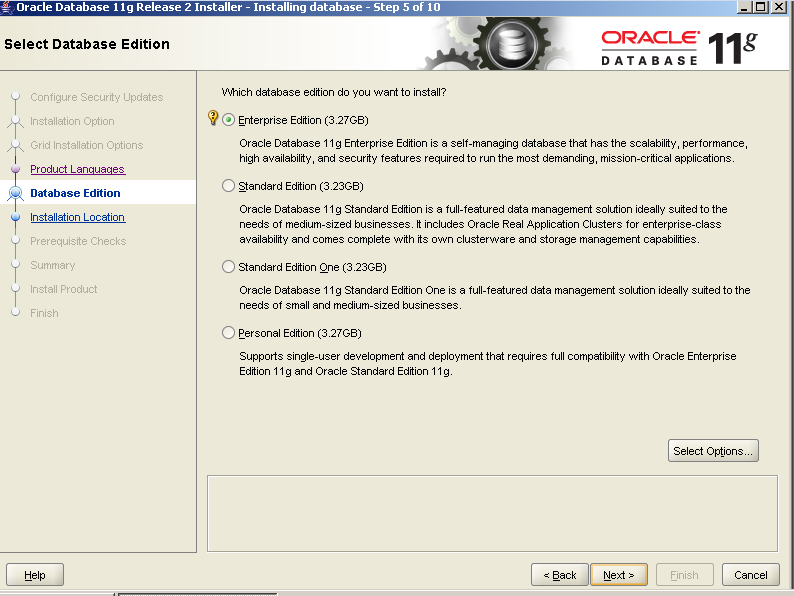 Oracle Database 11g Release 2 Installer - Installing database - Step 5 of 10
Select Database Edition
ORACLE
DATABASE
11g
Configure Security Updates
Installation Option
Grid Installation Options
Product Languages
Database Edition
Installation Location
Prerequisite Checks
Summary
Install Product
Finish
Which database edition do you want to install?
Enterprise Edition (3.27GB)
Oracle Database 11g Enterprise Edition is a self-managing database that has the scalability, performance,
high availability, and security features required to run the most demanding, mission-critical applications.
Standard Edition (3.23GB)
Oracle Database 11g Standard Edition is a full-featured data management solution ideally suited to the
needs of medium-sized businesses. It includes Oracle Real Application Clusters for enterprise-class
availability and comes complete with its own clusterware and storage management capabilities.
Standard Edition One (3.23GB)
Oracle Database 11g Standard Edition One is a full-featured data management solution ideally suited to the
needs of small and medium-sized businesses.
Personal Edition (3.27GB)
Supports single-user development and deployment that requires full compatibility with Oracle Enterprise
Edition 11g and Oracle Standard Edition 11g.
Select Options...
Help
< Back
Next >
Finish
Cancel